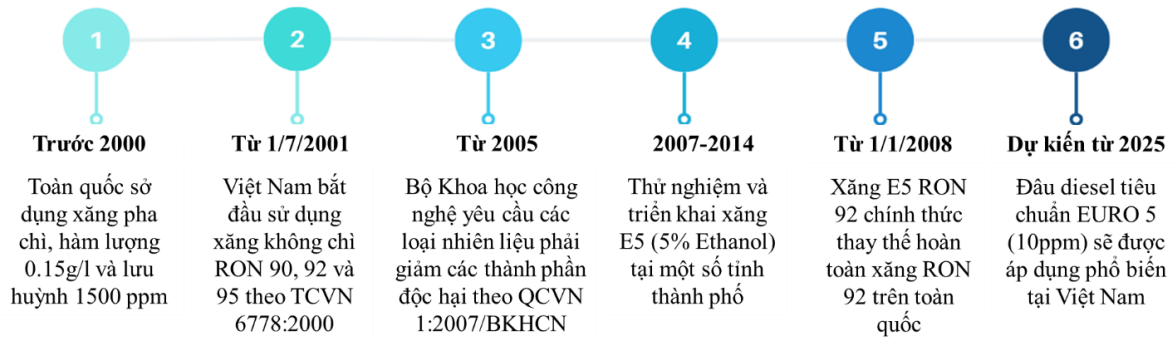 1
2
3
4
5
6
Trước 2000
Toàn quốc sở
dụng xăng pha
chì, hàm lượng
0.15g/l và lưu
huỳnh 1500 ppm
Từ 1/7/2001
Việt Nam bắt
đầu sử dụng
xăng không chì
RON 90, 92 và
95 theo TCVN
6778:2000
Từ 2005
Bộ Khoa học công
nghệ yêu cầu các
loại nhiên liệu phải
giảm các thành phần
độc hại theo QCVN
1:2007/BKHCN
2007-2014
Thử nghiệm và
triển khai xăng
E5 (5% Ethanol)
tại một số tỉnh
thành phố
Từ 1/1/2008
Xăng E5 RON
92 chính thức
thay thế hoàn
toàn xăng RON
92 trên toàn
quốc
Dự kiến từ 2025
Đâu diesel tiêu
chuẩn EURO 5
(10ppm) sẽ được
áp dụng phổ biến
tại Việt Nam